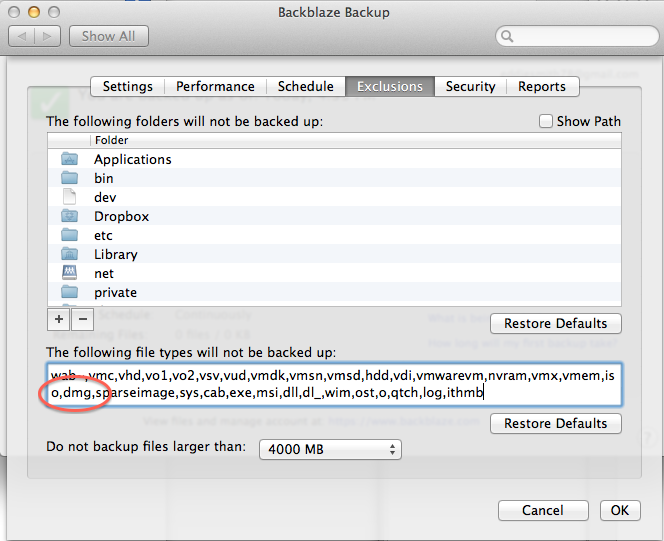 Backblaze Backup
Show All
Settings Performance Schedule Exclusions Security Reports
The following folders will not be backed up:
Show Path
Folder
Applications
bin
dev
Dropbox
etc
Library
net
private
+ −
Restore Defaults
The following file types will not be backed up:
wab~,vmc,vhd,vo1,vo2,vsv,vud,vmdk,vmsn,vmsd,hdd,vdi,vmwarevm,nvram,vmx,vmem,is
o,dmg,sparseimage,sys,cab,exe,msi,dll,dl_,wim,ost,o,qtch,log,ithmb
Restore Defaults
Do not backup files larger than:
4000 MB
Cancel
OK